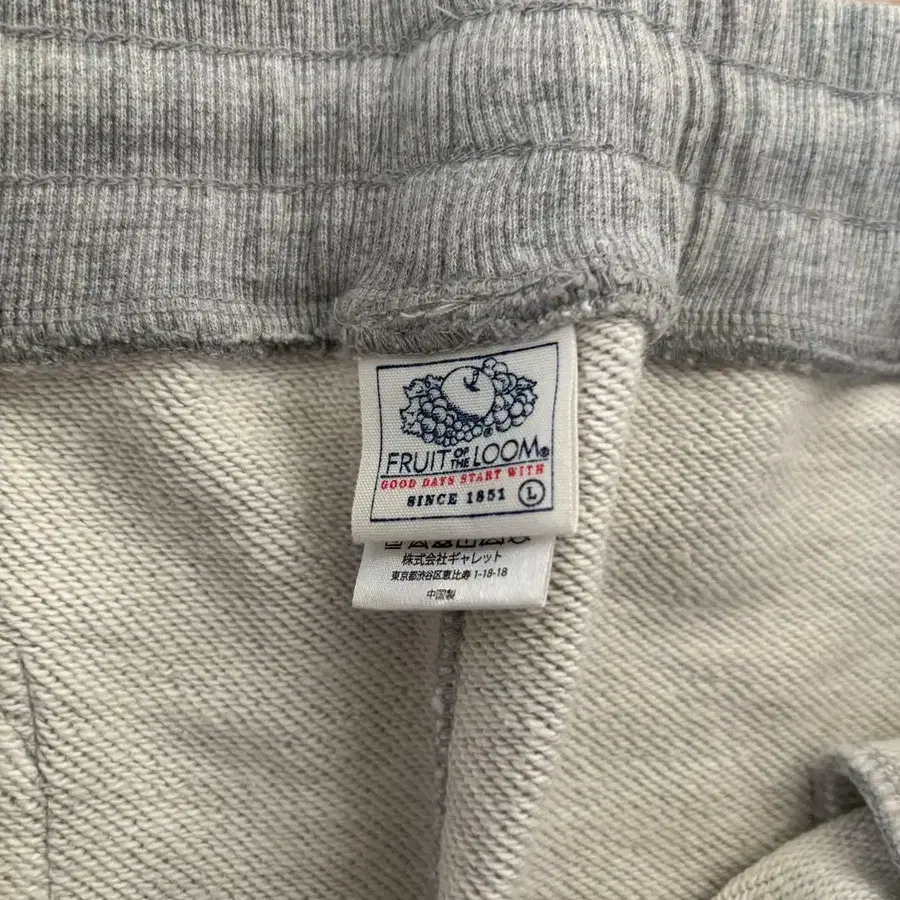 FRUIT OF THE LOOM®
GOOD DAYS START WITH
SINCE 1851 L
株式会社ギャレット
東京都渋谷区恵比寿 1-18-18
中国製